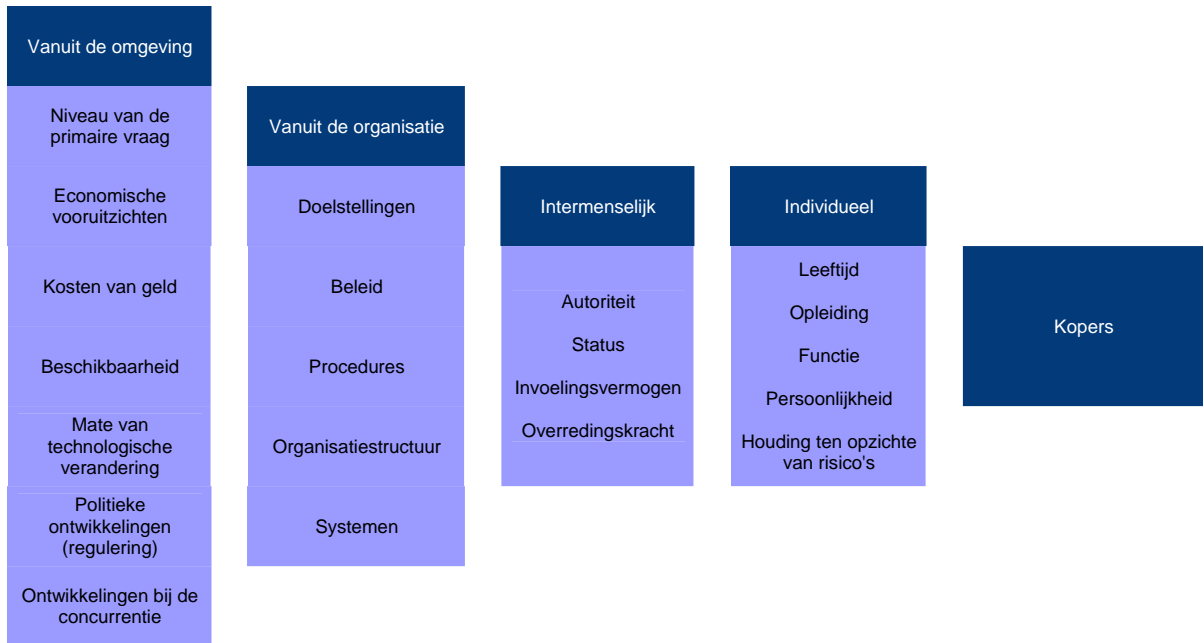 Vanuit de omgeving
Niveau van de
primaire vraag
Economische
vooruitzichten
Kosten van geld
Beschikbaarheid
Mate van
technologische
verandering
Politieke
ontwikkelingen
(regulering)
Ontwikkelingen bij de
concurrentie
Vanuit de organisatie
Doelstellingen
Beleid
Procedures
Organisatiestructuur
Systemen
Intermenselijk
Autoriteit
Status
Invoelingsvermogen
Overredingskracht
Individueel
Leeftijd
Opleiding
Functie
Persoonlijkheid
Houding ten opzichte
van risico's
Kopers